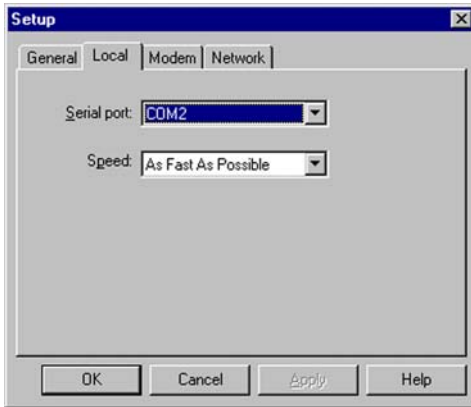 Setup
General Local Modem Network
Serial port: COM2
Speed: As Fast As Possible
OK Cancel Apply Help